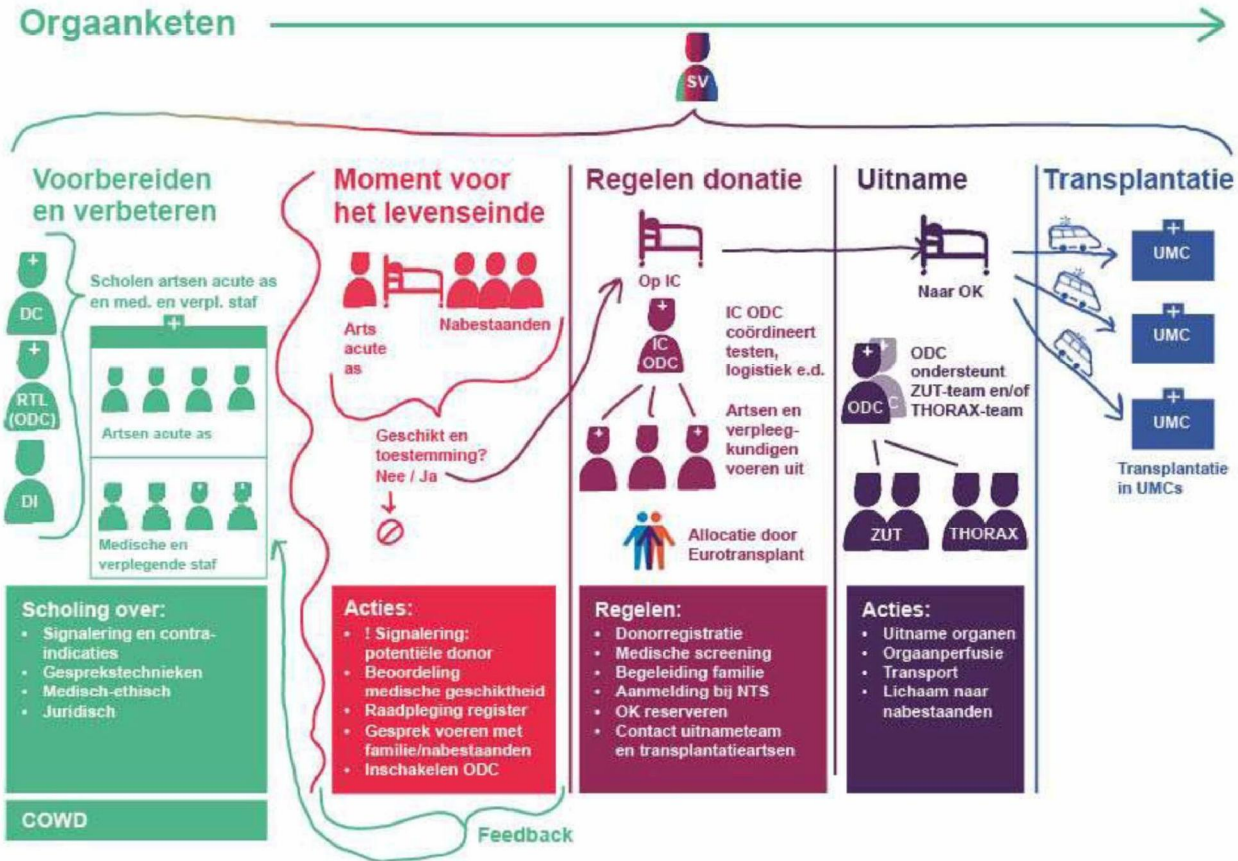 Orgaanketen
SV
Voorbereiden
en verbeteren
DC
RTL
(ODC)
DI
Scholen artsen acute as
en med. en verpl. staf
Artsen acute as
Medische en
verplegende staf
Scholing over:
• Signalering en contra-
indicaties
• Gesprekstechnieken
• Medisch-ethisch
• Juridisch
COWD
Moment voor
het levenseinde
Arts
acute
as
Nabestaanden
Geschikt en
toestemming?
Nee / Ja
Acties:
• ! Signalering:
potentiële donor
• Beoordeling
medische geschiktheid
• Raadpleging register
• Gesprek voeren met
familie/nabestaanden
• Inschakelen ODC
Feedback
Regelen donatie
Op IC
IC
ODC
IC ODC
coördineert
testen,
logistiek e.d.
Artsen en
verpleeg-
kundigen
voeren uit
Allocatie door
Eurotransplant
Regelen:
• Donorregistratie
• Medische screening
• Begeleiding familie
• Aanmelding bij NTS
• OK reserveren
• Contact uitnameteam
en transplantatieartsen
Uitname
Naar OK
ODC
C
ODC
ondersteunt
ZUT-team en/of
THORAX-team
ZUT
THORAX
Acties:
• Uitname organen
• Orgaanperfusie
• Transport
• Lichaam naar
nabestaanden
Transplantatie
UMC
UMC
UMC
Transplantatie
in UMCs